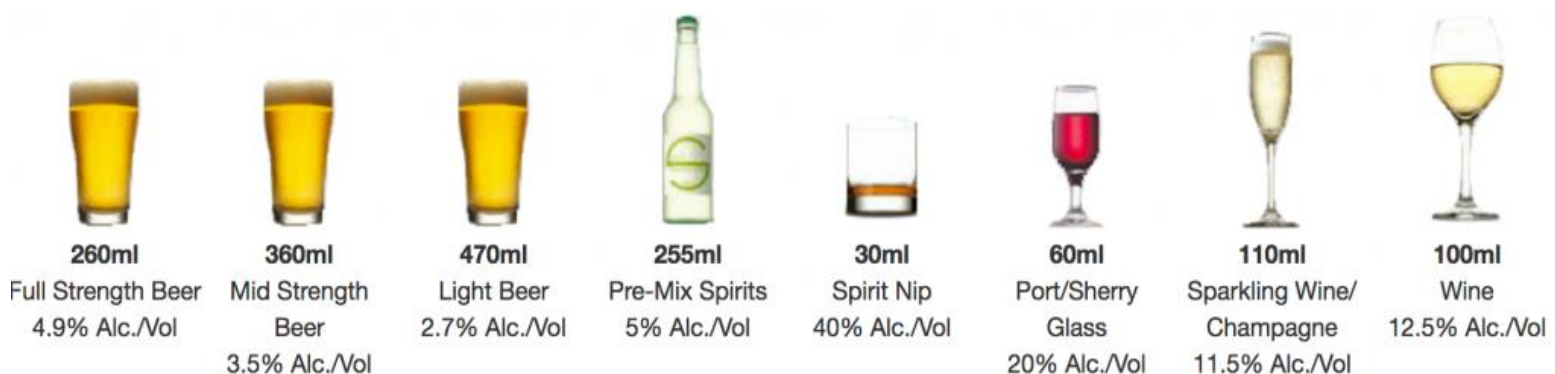 260ml
Full Strength Beer
4.9% Alc./Vol
360ml
Mid Strength
Beer
3.5% Alc./Vol
470ml
Light Beer
2.7% Alc./Vol
255ml
Pre-Mix Spirits
5% Alc./Vol
30ml
Spirit Nip
40% Alc./Vol
60ml
Port/Sherry
Glass
20% Alc./Vol
110ml
Sparkling Wine/
Champagne
11.5% Alc./Vol
100ml
Wine
12.5% Alc./Vol